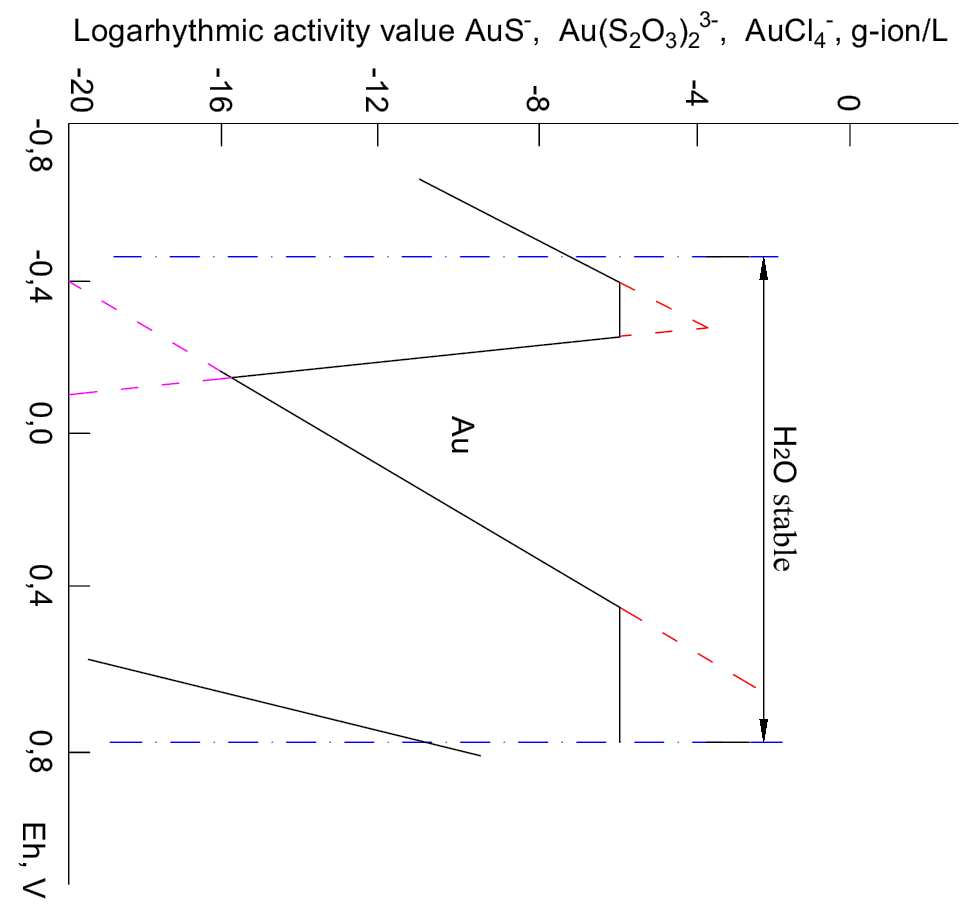 Logarhythmic activity value AuS⁻, Au(S₂O₃)₂³⁻, AuCl₄⁻, g-ion/L
-20
-16
-12
-8
-4
0
-0,8
-0,4
0,0
0,4
0,8
Eh, V
Au
H₂O stable